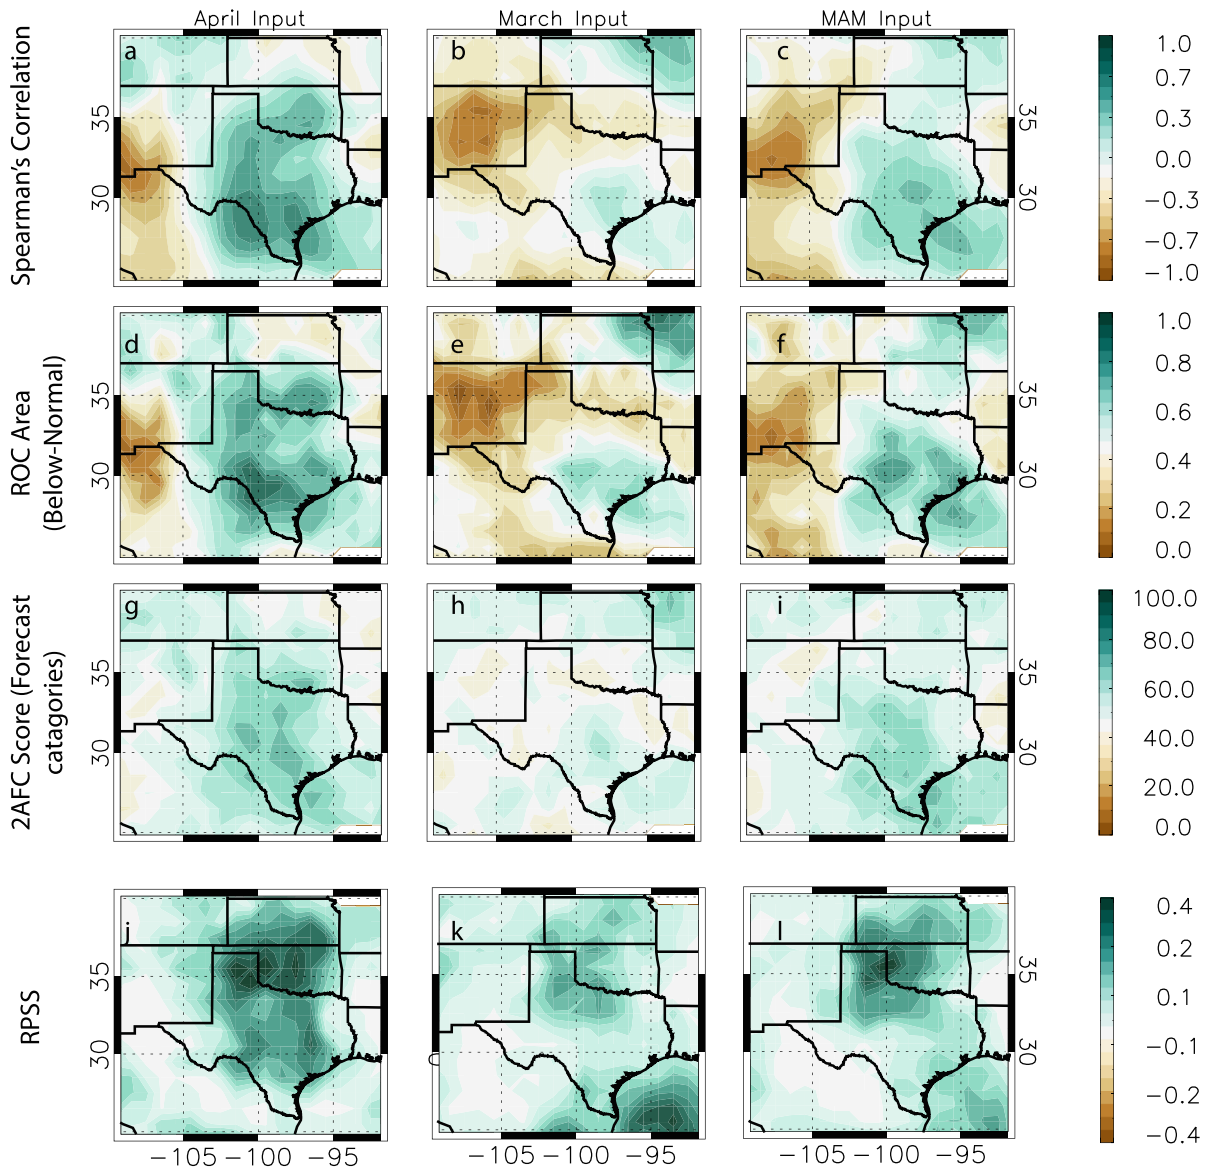 April Input March Input MAM Input
Spearman's Correlation
a b c
35 35
30 30
1.0
0.7
0.3
0.0
−0.3
−0.7
−1.0
ROC Area
(Below-Normal)
d e f
35 35
30 30
1.0
0.8
0.6
0.4
0.2
0.0
2AFC Score (Forecast
catagories)
g h i
35 35
30 30
100.0
80.0
60.0
40.0
20.0
0.0
RPSS
j k l
35 35
30 30
0.4
0.2
0.1
−0.1
−0.2
−0.4
−105 −100 −95 −105 −100 −95 −105 −100 −95